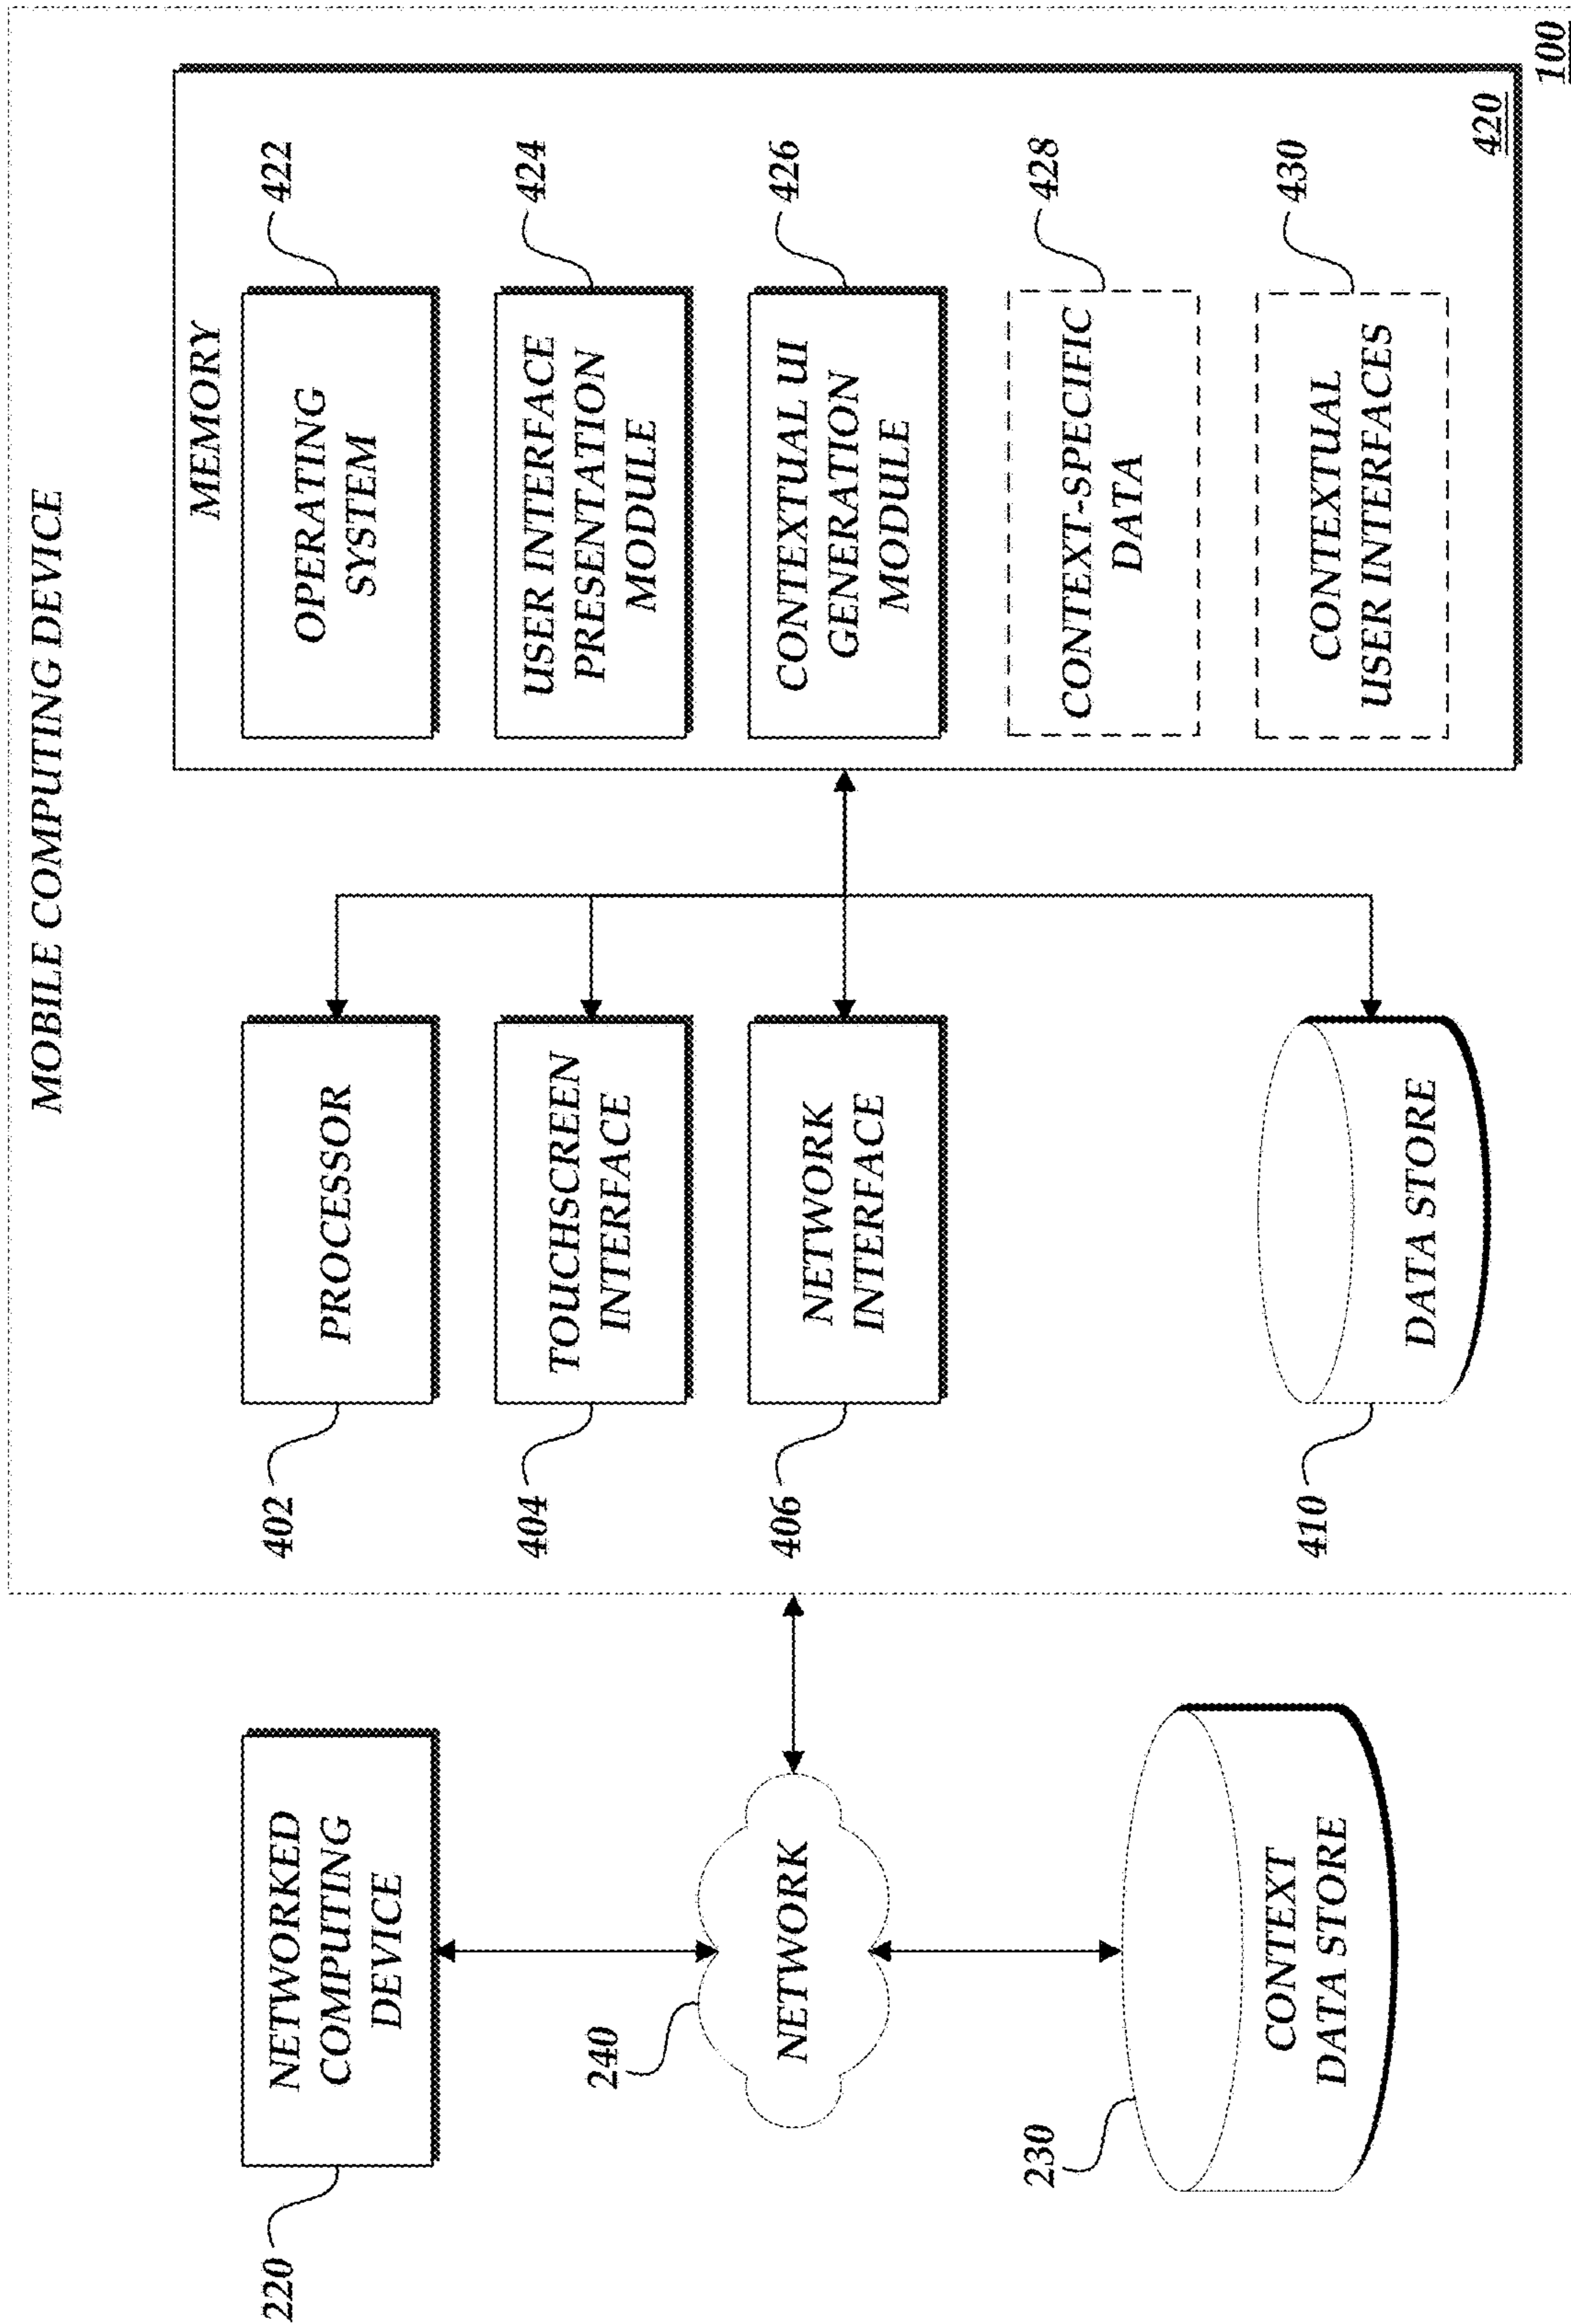 MOBILE COMPUTING DEVICE
220
NETWORKED
COMPUTING
DEVICE
240
NETWORK
230
CONTEXT
DATA STORE
402
PROCESSOR
404
TOUCHSCREEN
INTERFACE
406
NETWORK
INTERFACE
410
DATA STORE
MEMORY
OPERATING
SYSTEM
422
USER INTERFACE
PRESENTATION
MODULE
424
CONTEXTUAL UI
GENERATION
MODULE
426
CONTEXT-SPECIFIC
DATA
428
CONTEXTUAL
USER INTERFACES
430
420
100